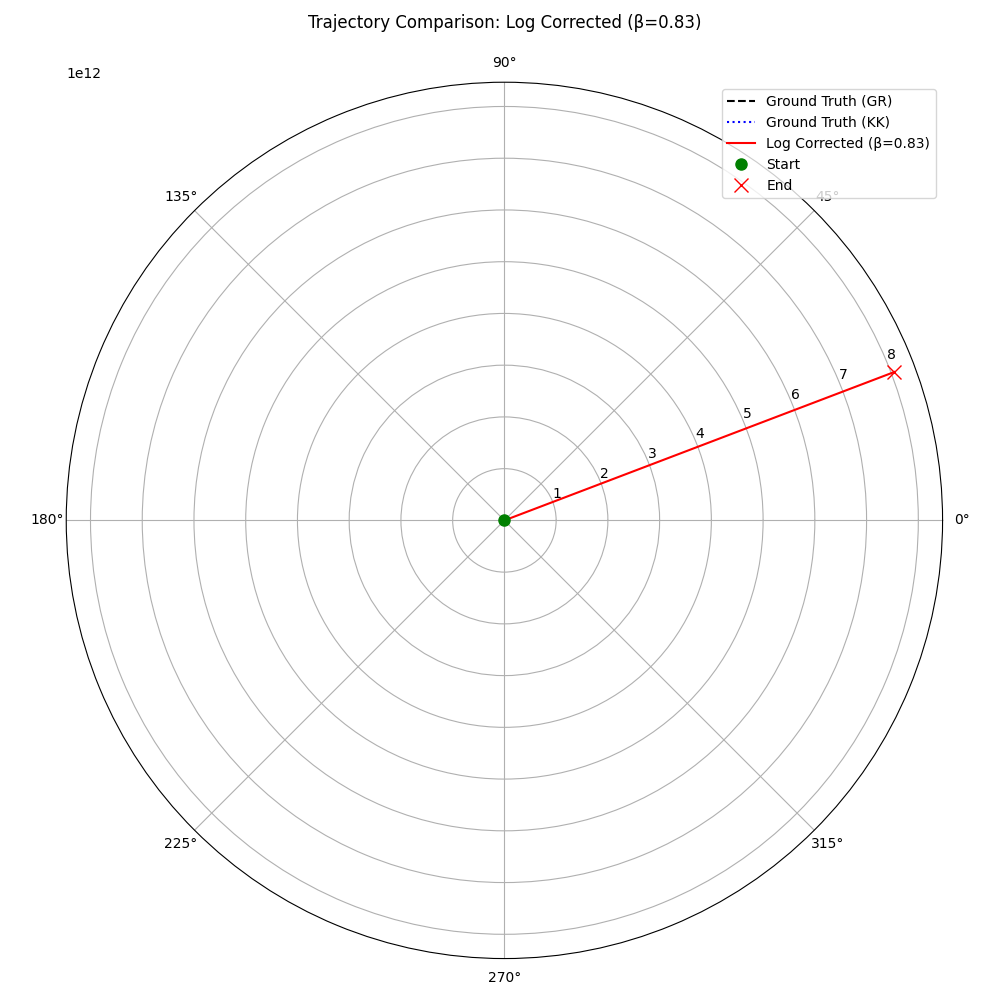 Trajectory Comparison: Log Corrected (β=0.83)
1e12
90°
Ground Truth (GR)
Ground Truth (KK)
Log Corrected (β=0.83)
Start
End
135°
45°
8
7
6
5
4
3
2
1
180°
0°
225°
315°
270°